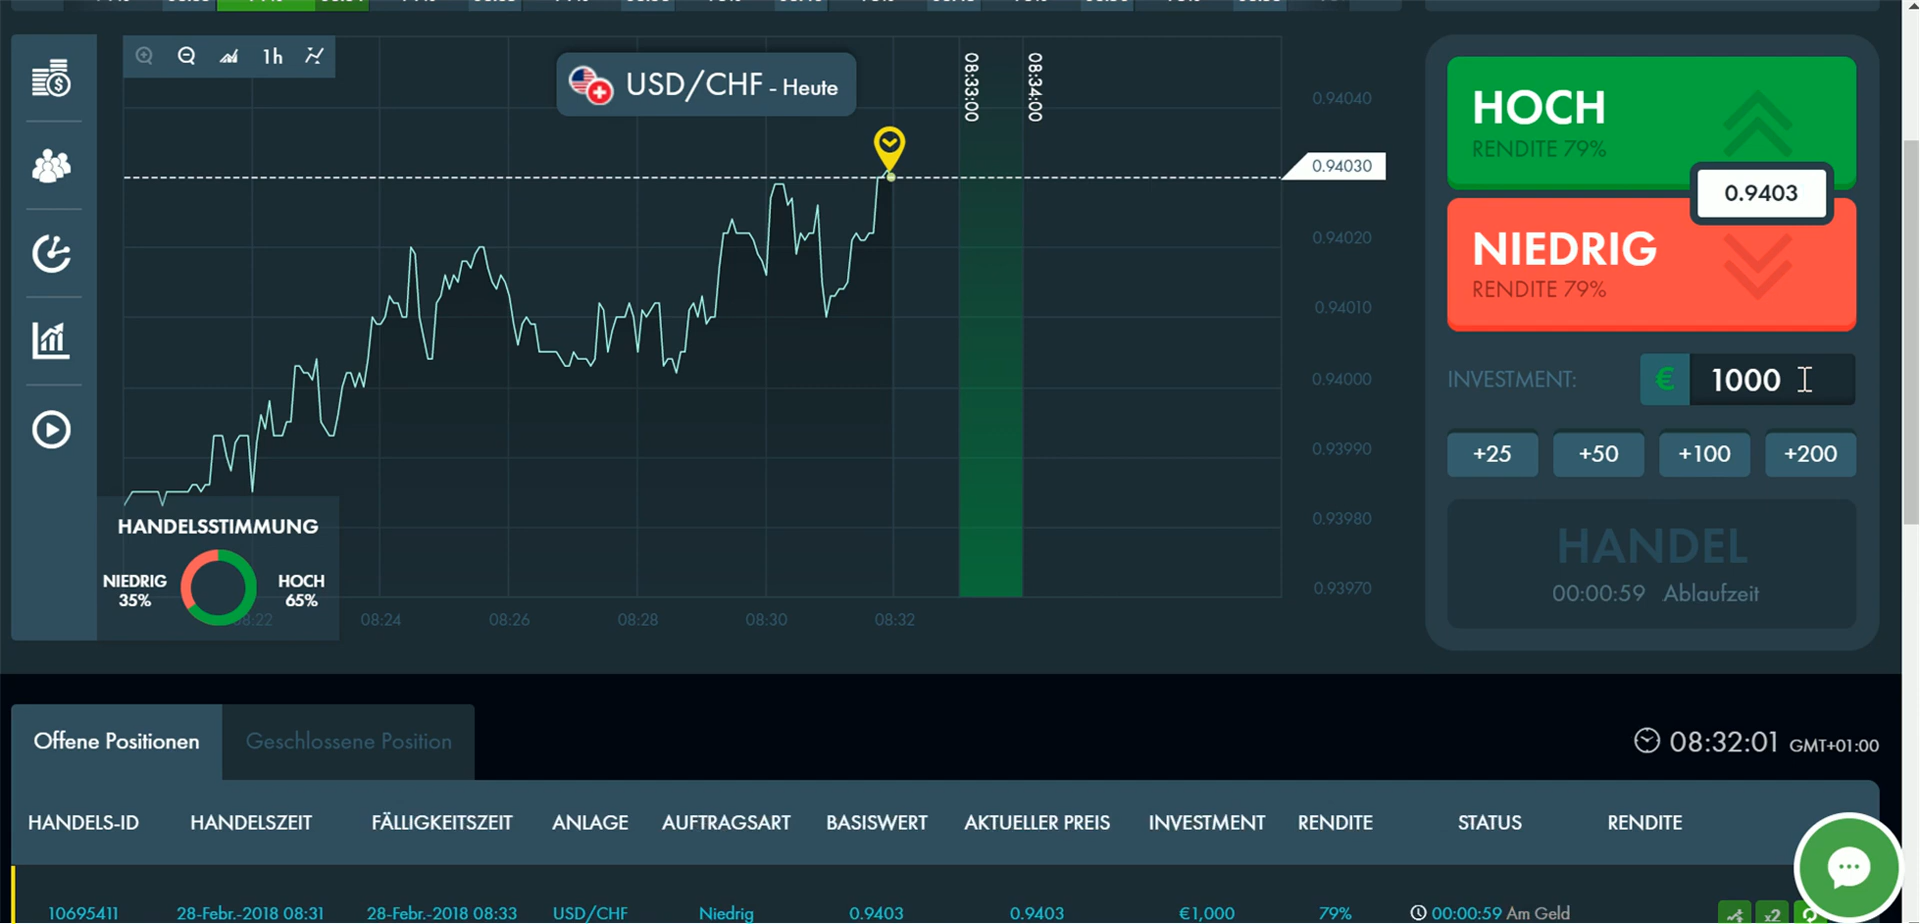 1h
USD/CHF - Heute
08:33:00
08:34:00
0.94040
0.94030
0.94020
0.94010
0.94000
0.93990
0.93980
0.93970
HANDELSSTIMMUNG
NIEDRIG
35%
HOCH
65%
08:22 08:24 08:26 08:28 08:30 08:32
HOCH
RENDITE 79%
0.9403
NIEDRIG
RENDITE 79%
INVESTMENT: € 1000
+25 +50 +100 +200
HANDEL
00:00:59 Ablaufzeit
Offene Positionen Geschlossene Position
08:32:01 GMT+01:00
HANDELS-ID HANDELSZEIT FÄLLIGKEITSZEIT ANLAGE AUFTRAGSART BASISWERT AKTUELLER PREIS INVESTMENT RENDITE STATUS RENDITE
10695411 28-Febr.-2018 08:31 28-Febr.-2018 08:33 USD/CHF Niedrig 0.9403 0.9403 €1,000 79% 00:00:59 Am Geld x2